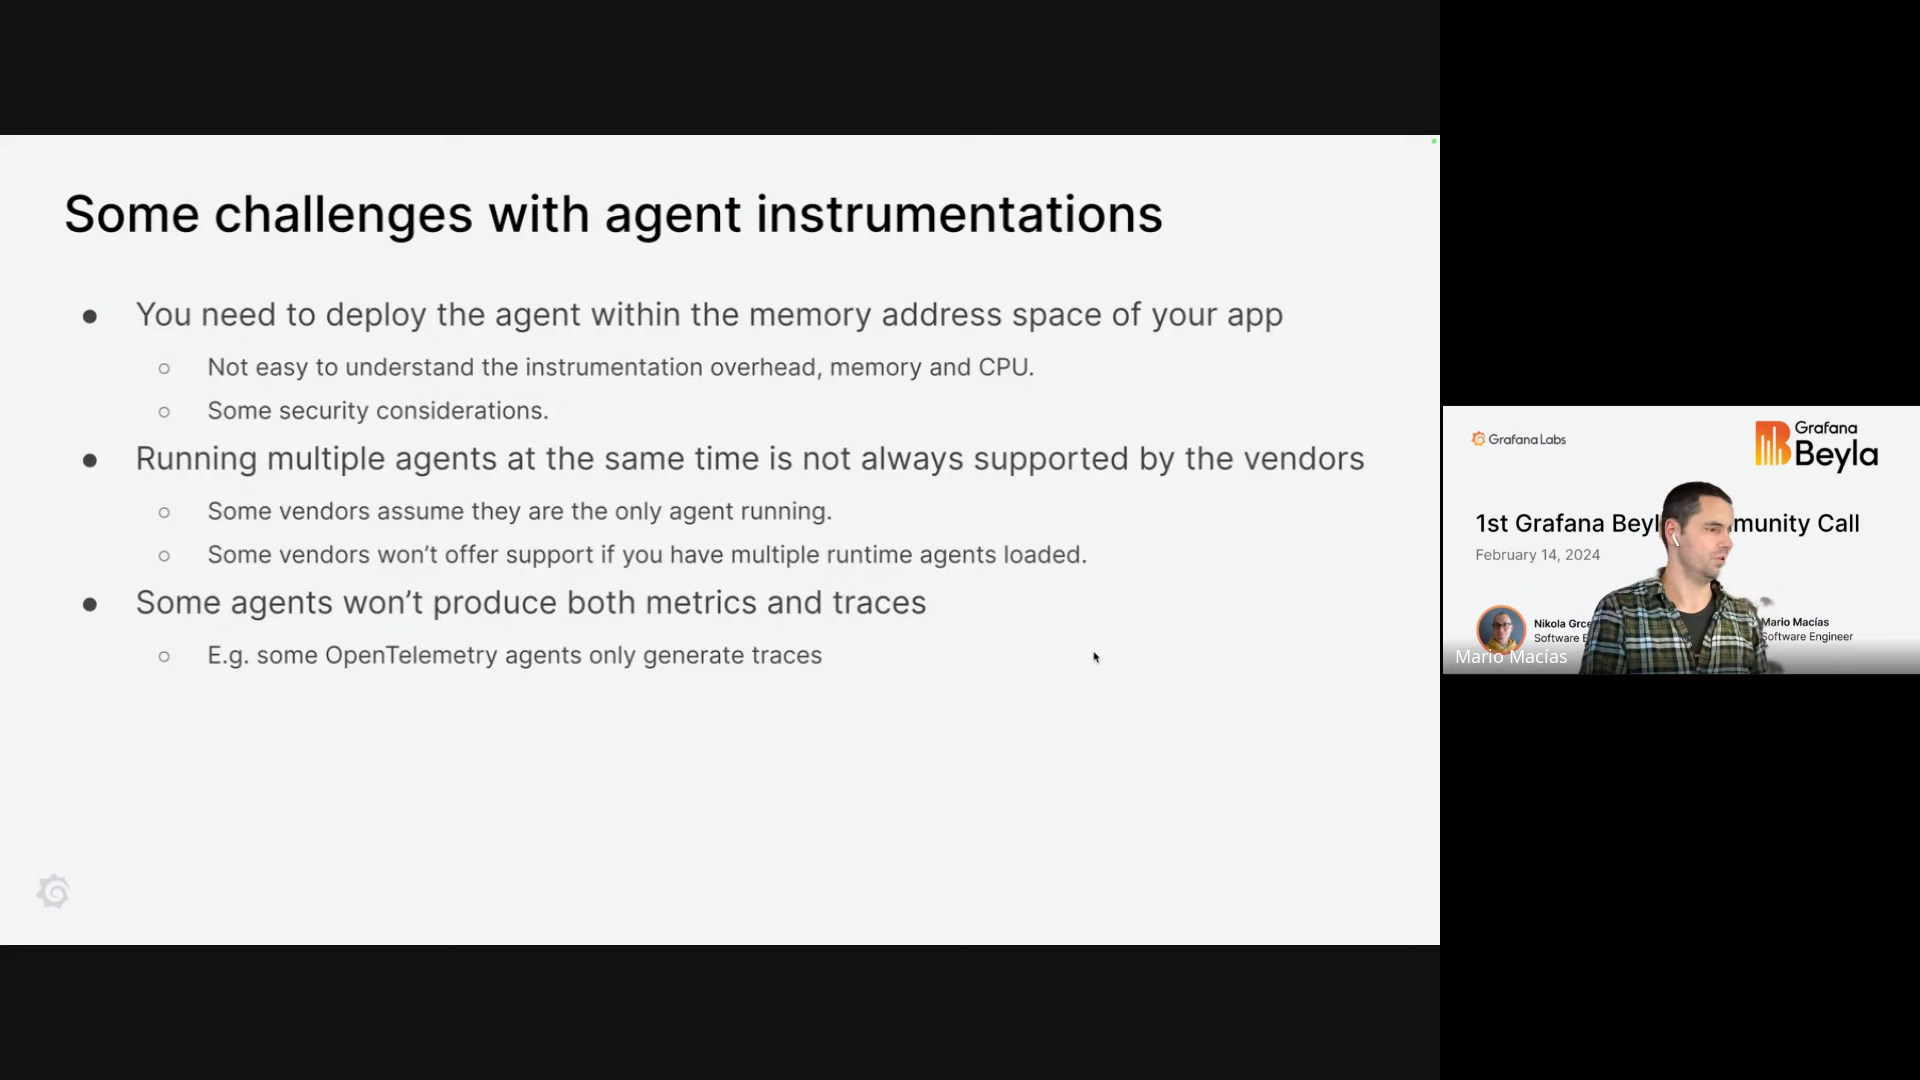 Some challenges with agent instrumentations
● You need to deploy the agent within the memory address space of your app
○ Not easy to understand the instrumentation overhead, memory and CPU.
○ Some security considerations.
● Running multiple agents at the same time is not always supported by the vendors
○ Some vendors assume they are the only agent running.
○ Some vendors won’t offer support if you have multiple runtime agents loaded.
● Some agents won’t produce both metrics and traces
○ E.g. some OpenTelemetry agents only generate traces
Grafana Labs
Grafana
Beyla
1st Grafana Beyl munity Call
February 14, 2024
Nikola Grce
Software E
Mario Macías
Software Engineer
Mario Macías